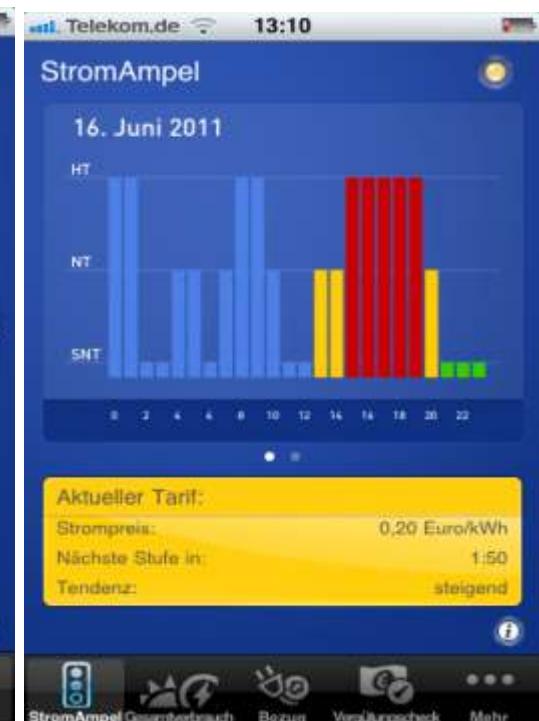 Telekom.de 13:10
StromAmpel
16. Juni 2011
HT
NT
SNT
0 2 4 6 8 10 12 14 16 18 20 22
Aktueller Tarif:
Strompreis: 0,20 Euro/kWh
Nächste Stufe in: 1:50
Tendenz: steigend
StromAmpel Gesamtverbrauch Bezug Vergütungscheck Mehr